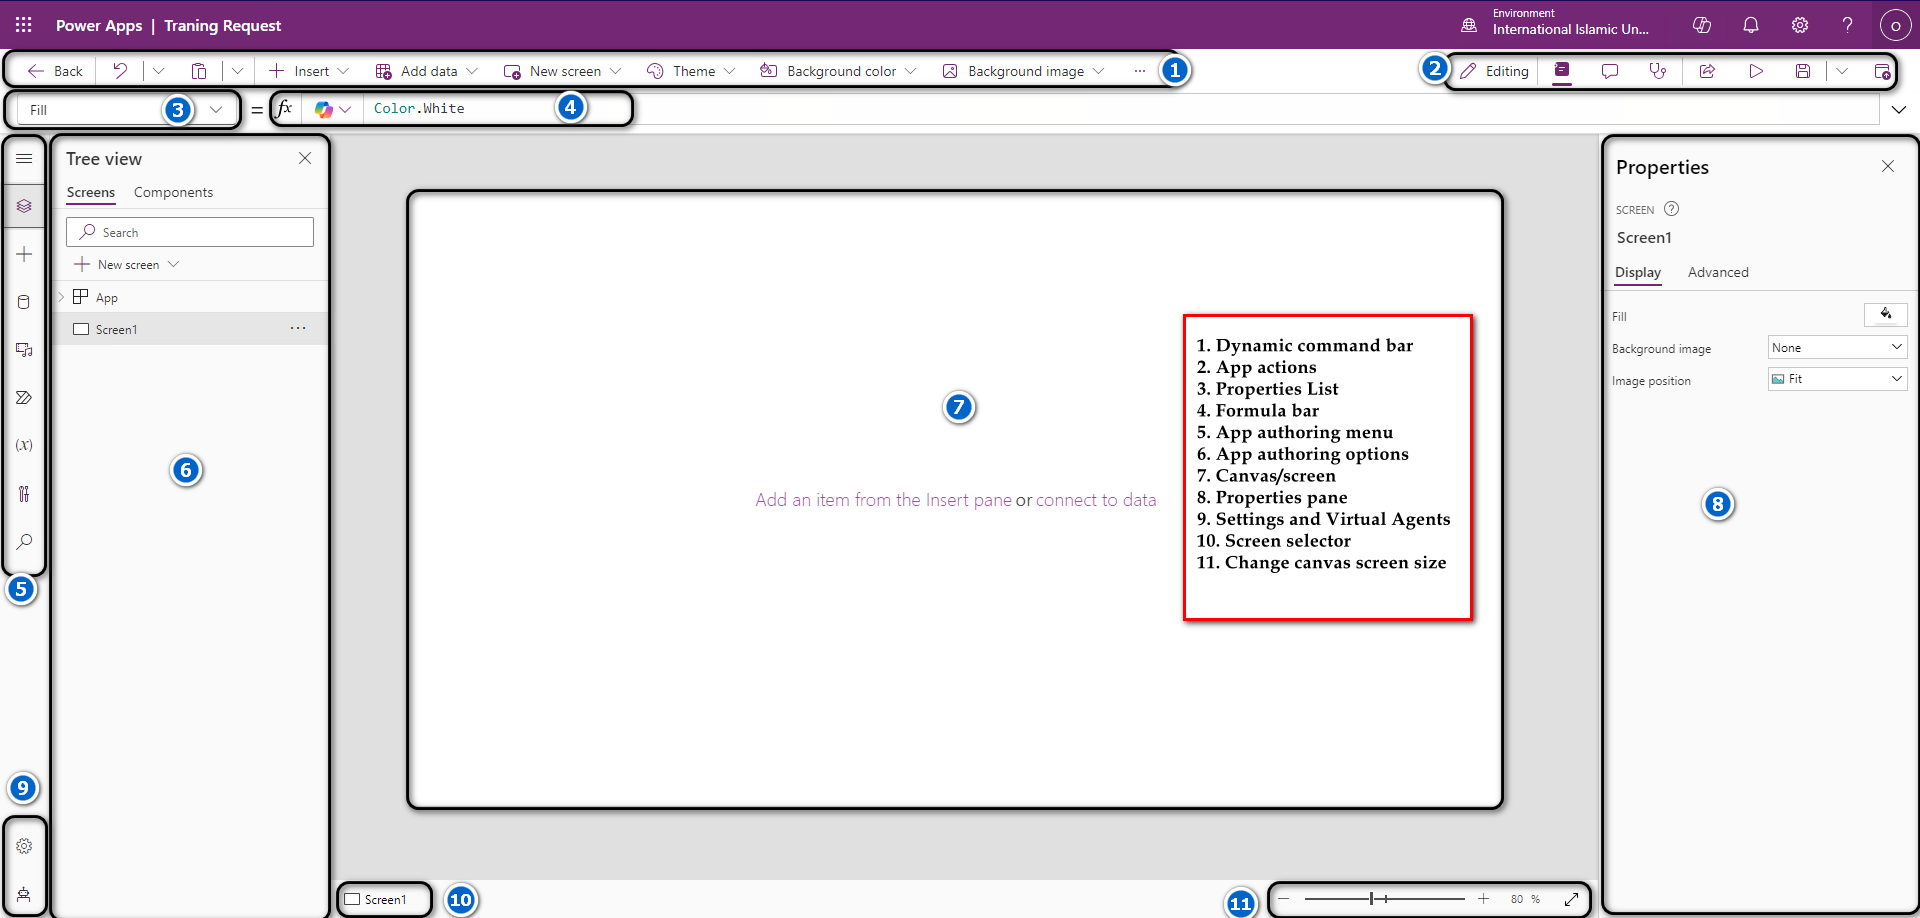 Power Apps | Traning Request
Environment
International Islamic Un...
?
O
Back
Insert
Add data
New screen
Theme
Background color
Background image
...
1
2
Editing
Fill
3
=
fx
Color.White
4
Tree view
Screens
Components
Search
New screen
App
Screen1
...
(x)
5
6
9
7
Add an item from the Insert pane or connect to data
1. Dynamic command bar
2. App actions
3. Properties List
4. Formula bar
5. App authoring menu
6. App authoring options
7. Canvas/screen
8. Properties pane
9. Settings and Virtual Agents
10. Screen selector
11. Change canvas screen size
Properties
SCREEN ?
Screen1
Display
Advanced
Fill
Background image
None
Image position
Fit
8
Screen1
10
11
80 %